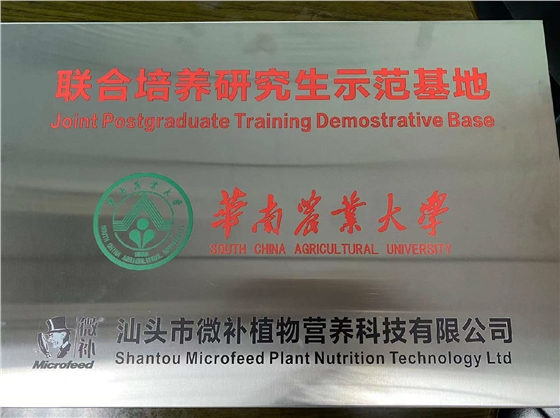 联合培养研究生示范基地
Joint Postgraduate Training Demostrative Base
華南農業大學
SOUTH CHINA AGRICULTURAL UNIVERSITY
微补®
Microfeed
汕头市微补植物营养科技有限公司
Shantou Microfeed Plant Nutrition Technology Ltd